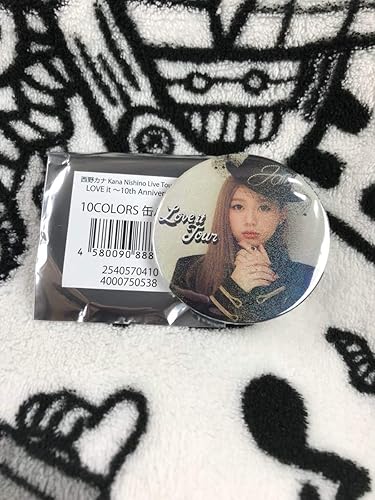 西野カナ Kana Nishino Live Tou
LOVE it 〜10th Anniver
10COLORS 缶
4 580090 888
2540570410
4000750538
Love it
Tour